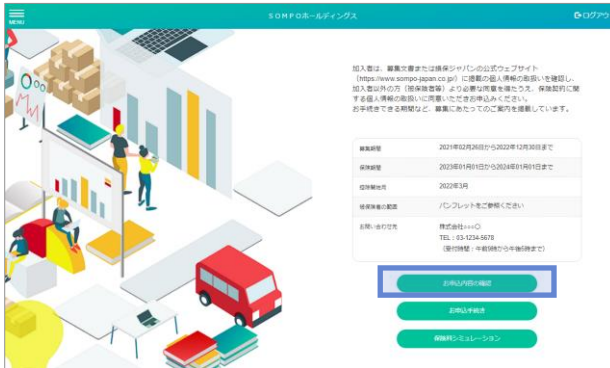 MENU
SOMPOホールディングス
ログアウ
加入者は、募集文書または損保ジャパンの公式ウェブサイト
（https://www.sompo-japan.co.jp/）に掲載の個人情報の取扱いを確認し、
加入者以外の方（被保険者等）より必要な同意を得たうえ、保険契約に関
する個人情報の取扱いに同意いただきお申込みください。
お手続きできる期間など、募集にあたってのご案内を掲載しています。
募集期間 2021年02月26日から2022年12月30日まで
保険期間 2023年01月01日から2024年01月01日まで
控除開始月 2022年3月
被保険者の範囲 パンフレットをご参照ください
お問い合わせ先 株式会社
TEL：03-1234-5678
（受付時間：午前9時から午後5時まで）
お申込内容の確認
お申込手続き
保険料シミュレーション